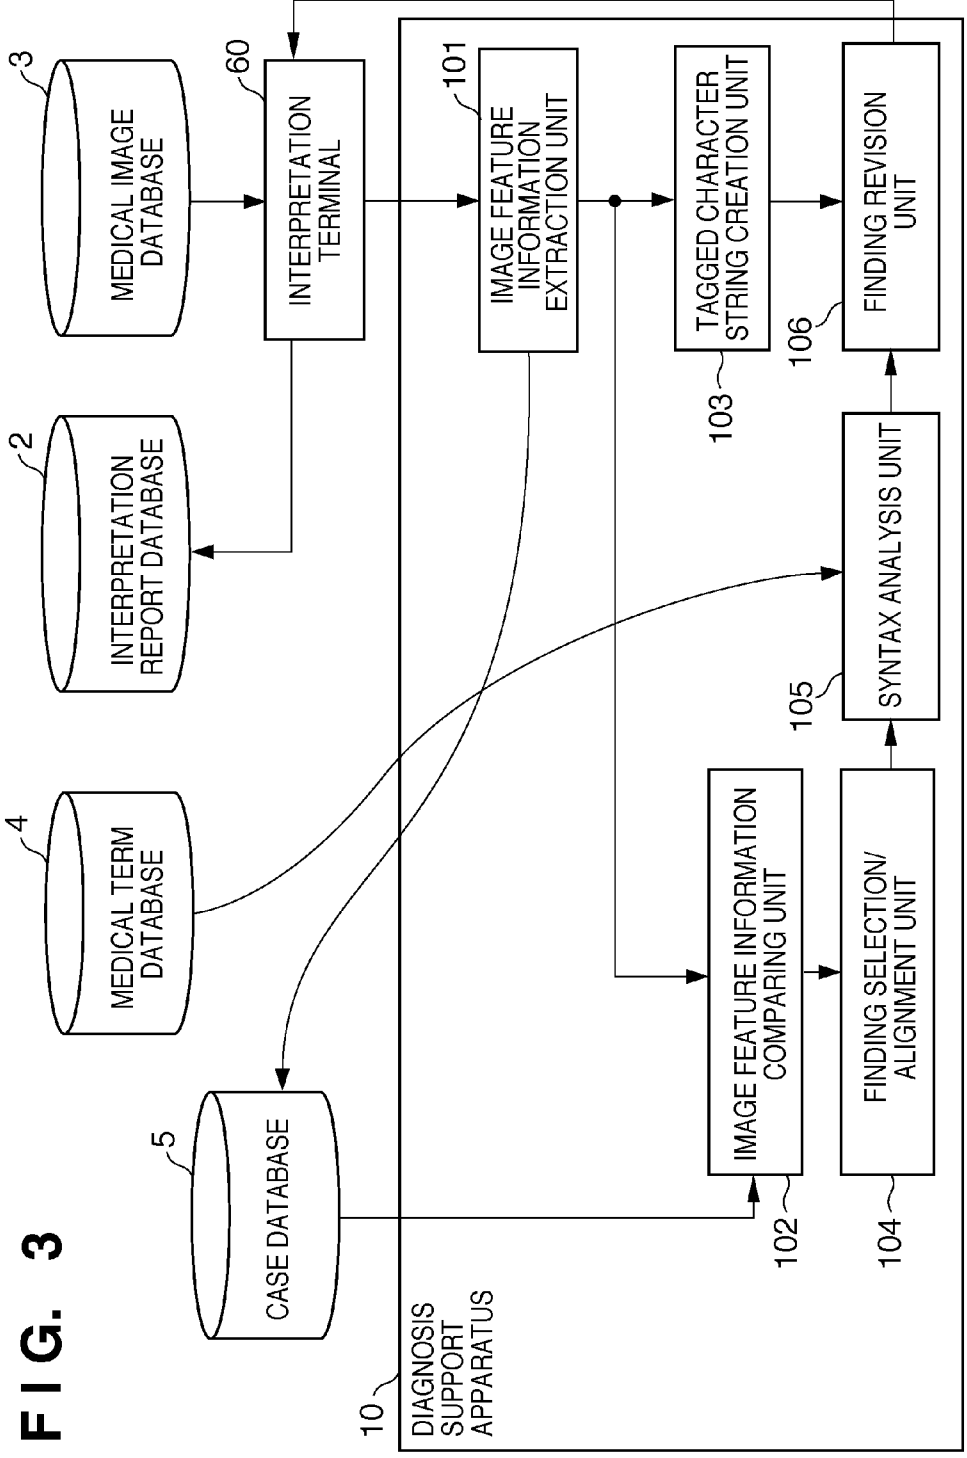 FIG. 3
5
CASE DATABASE
4
MEDICAL TERM
DATABASE
2
INTERPRETATION
REPORT DATABASE
3
MEDICAL IMAGE
DATABASE
60
INTERPRETATION
TERMINAL
10
DIAGNOSIS
SUPPORT
APPARATUS
101
IMAGE FEATURE
INFORMATION
EXTRACTION UNIT
102
IMAGE FEATURE INFORMATION
COMPARING UNIT
103
TAGGED CHARACTER
STRING CREATION UNIT
104
FINDING SELECTION/
ALIGNMENT UNIT
105
SYNTAX ANALYSIS UNIT
106
FINDING REVISION
UNIT